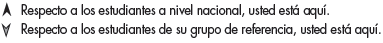 Respecto a los estudiantes a nivel nacional, usted está aquí.
Respecto a los estudiantes de su grupo de referencia, usted está aquí.